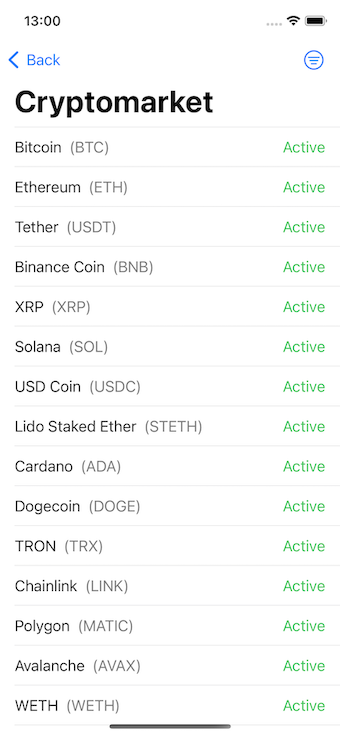 13:00
Back
Cryptomarket
Bitcoin (BTC) Active
Ethereum (ETH) Active
Tether (USDT) Active
Binance Coin (BNB) Active
XRP (XRP) Active
Solana (SOL) Active
USD Coin (USDC) Active
Lido Staked Ether (STETH) Active
Cardano (ADA) Active
Dogecoin (DOGE) Active
TRON (TRX) Active
Chainlink (LINK) Active
Polygon (MATIC) Active
Avalanche (AVAX) Active
WETH (WETH) Active